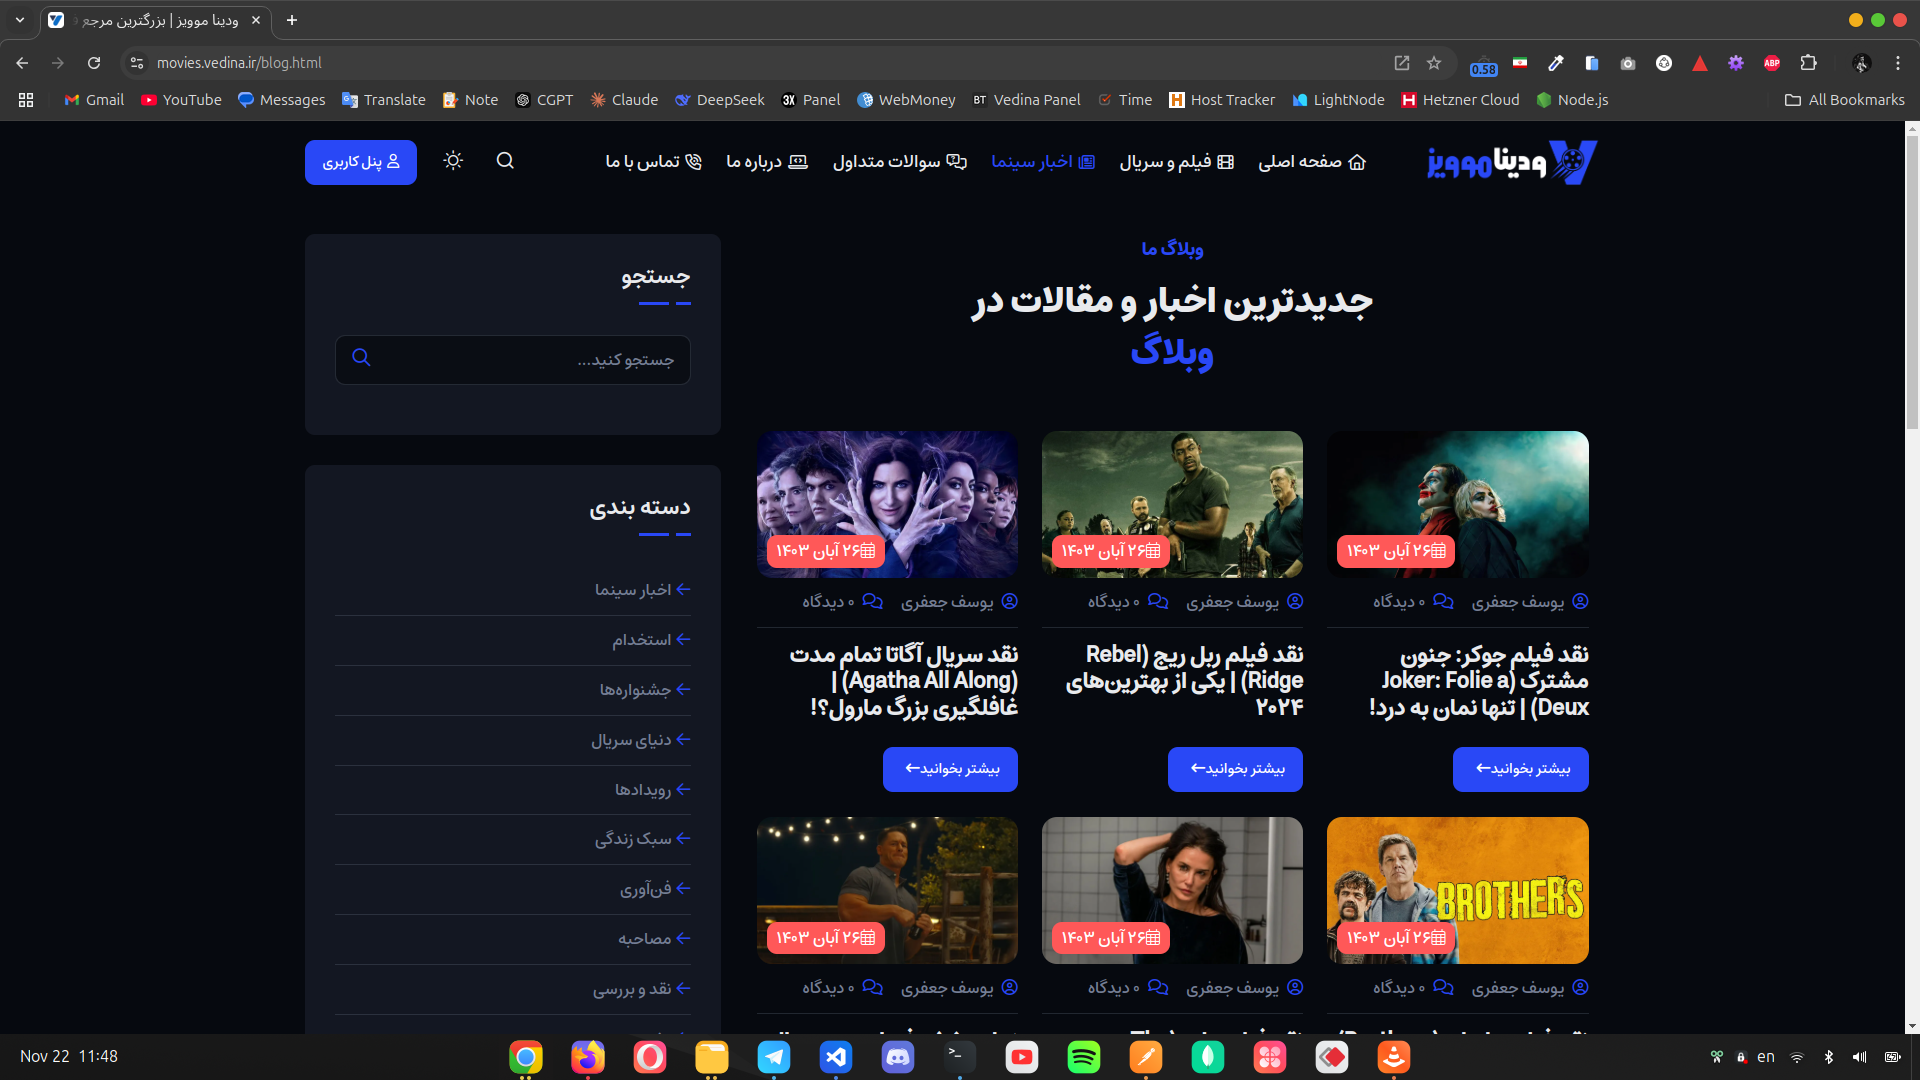 ودینا موویز | بزرگترین مرجع
movies.vedina.ir/blog.html
0.58
ABP
Gmail
YouTube
Messages
Translate
Note
CGPT
Claude
DeepSeek
3X Panel
WebMoney
BT Vedina Panel
Time
Host Tracker
LightNode
Hetzner Cloud
Node.js
All Bookmarks
ودینا موویز
صفحه اصلی
فیلم و سریال
اخبار سینما
سوالات متداول
درباره ما
تماس با ما
پنل کاربری
وبلاگ ما
جدیدترین اخبار و مقالات در
وبلاگ
۲۶ آبان ۱۴۰۳
یوسف جعفری
۰ دیدگاه
نقد فیلم جوکر: جنون
مشترک (Joker: Folie a
Deux) | تنها نمان به درد!
بیشتر بخوانید
۲۶ آبان ۱۴۰۳
یوسف جعفری
۰ دیدگاه
نقد فیلم ربل ریج (Rebel
Ridge) | یکی از بهترین‌های
۲۰۲۴
بیشتر بخوانید
۲۶ آبان ۱۴۰۳
یوسف جعفری
۰ دیدگاه
نقد سریال آگاتا تمام مدت
(Agatha All Along) |
غافلگیری بزرگ مارول؟!
بیشتر بخوانید
BROTHERS
۲۶ آبان ۱۴۰۳
یوسف جعفری
۰ دیدگاه
۲۶ آبان ۱۴۰۳
یوسف جعفری
۰ دیدگاه
۲۶ آبان ۱۴۰۳
یوسف جعفری
۰ دیدگاه
جستجو
جستجو کنید...
دسته بندی
اخبار سینما
استخدام
جشنواره‌ها
دنیای سریال
رویدادها
سبک زندگی
فن‌آوری
مصاحبه
نقد و بررسی
Nov 22 11:48
en